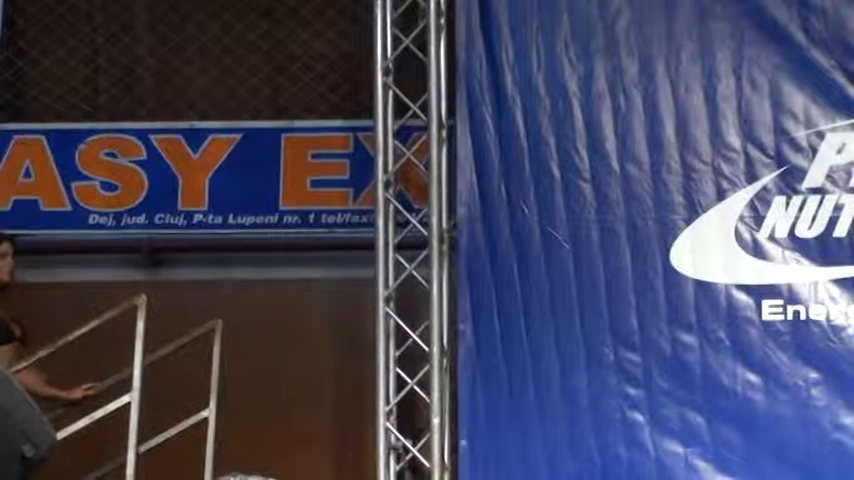 ASY EX
Dej, jud. Cluj, P-ta Lupeni nr. 1 tel/fax
P
NUT
Ener